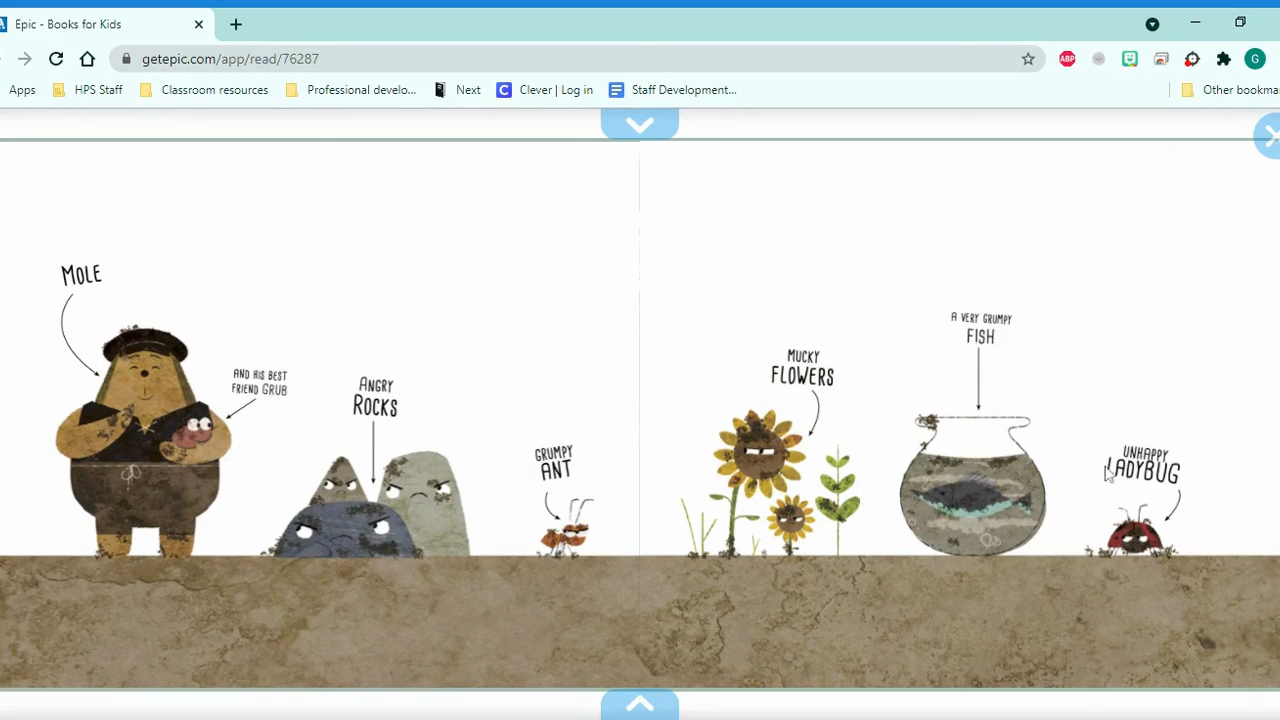 Epic - Books for Kids
getepic.com/app/read/76287
ABP
G
Apps
HPS Staff
Classroom resources
Professional develo...
Next
C
Clever | Log in
Staff Development...
Other bookma
MOLE
AND HIS BEST
FRIEND GRUB
ANGRY
ROCKS
GRUMPY
ANT
MUCKY
FLOWERS
A VERY GRUMPY
FISH
UNHAPPY
LADYBUG